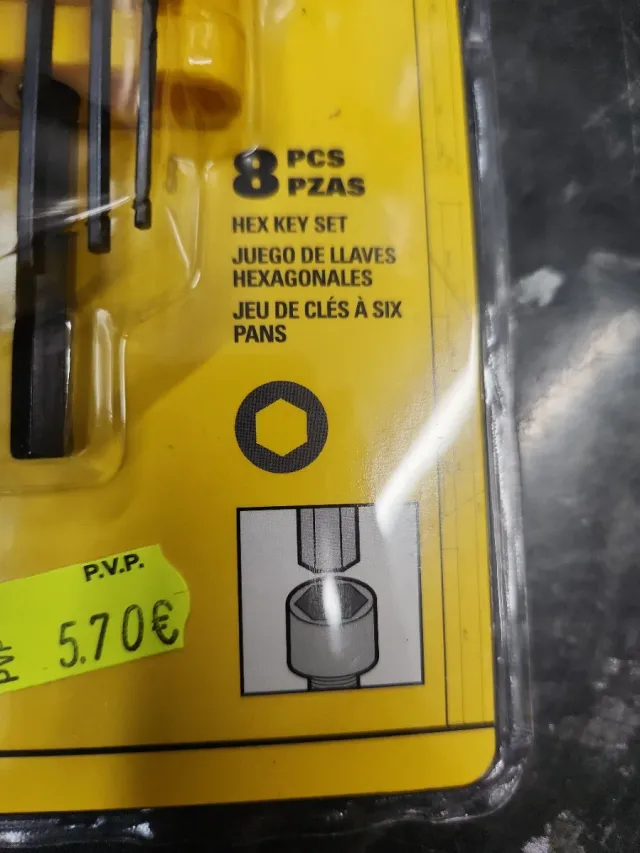 8 PCS
PZAS
HEX KEY SET
JUEGO DE LLAVES
HEXAGONALES
JEU DE CLÉS À SIX
PANS
P.V.P.
5.70€
PVP